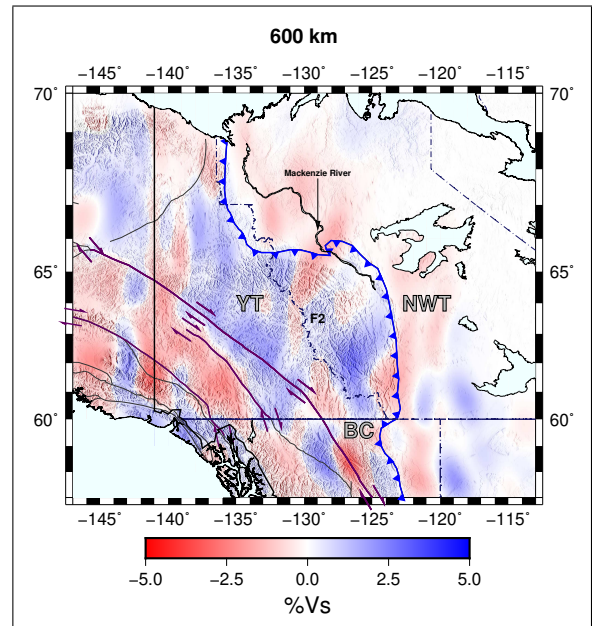 600 km
−145˚ −140˚ −135˚ −130˚ −125˚ −120˚ −115˚
70˚ 70˚
Mackenzie River
65˚ 65˚
YT NWT
F2
60˚ 60˚
BC
−145˚ −140˚ −135˚ −130˚ −125˚ −120˚ −115˚
−5.0 −2.5 0.0 2.5 5.0
%Vs